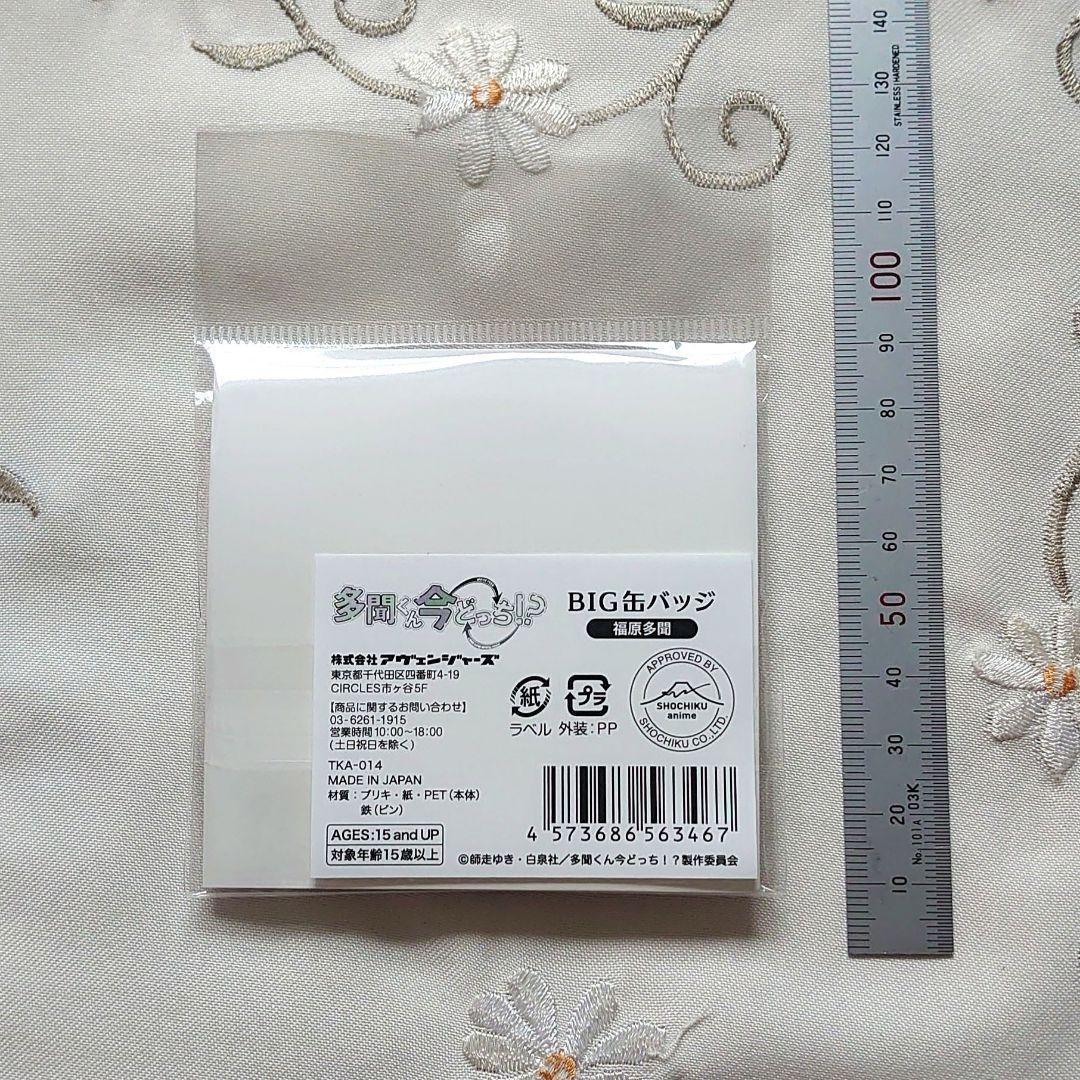 多聞くん今どっち!?
BIG缶バッジ
福原多聞
株式会社アヴェンジャーズ
東京都千代田区四番町4-19
CIRCLES市ヶ谷5F
【商品に関するお問い合わせ】
03-6261-1915
営業時間10:00~18:00
(土日祝日を除く)
TKA-014
MADE IN JAPAN
材質:ブリキ・紙・PET(本体)
鉄(ピン)
AGES:15 and UP
対象年齢15歳以上
紙
ラベル
プラ
外装:PP
APPROVED BY
SHOCHIKU
anime
SHOCHIKU CO.,LTD.
4 573686 563467
©師走ゆき・白泉社/多聞くん今どっち!?製作委員会
140
130
120
110
100
90
80
70
60
50
40
30
20
10
STAINLESS HARDENED
No.101A 03K